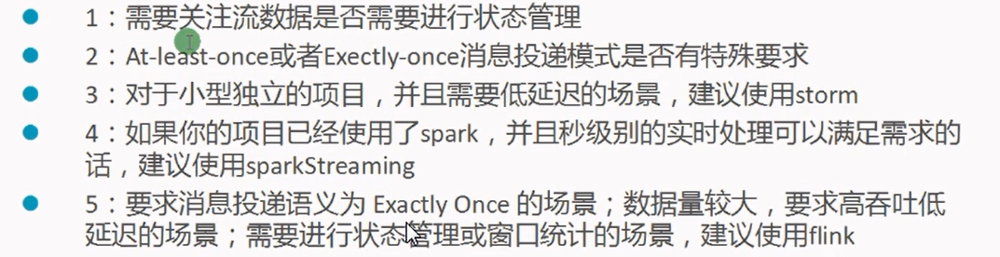 1：需要关注流数据是否需要进行状态管理
2：At-least-once或者Exectly-once消息投递模式是否有特殊要求
3：对于小型独立的项目，并且需要低延迟的场景，建议使用storm
4：如果你的项目已经使用了spark，并且秒级别的实时处理可以满足需求的
话，建议使用sparkStreaming
5：要求消息投递语义为 Exactly Once 的场景；数据量较大，要求高吞吐低
延迟的场景；需要进行状态管理或窗口统计的场景，建议使用flink